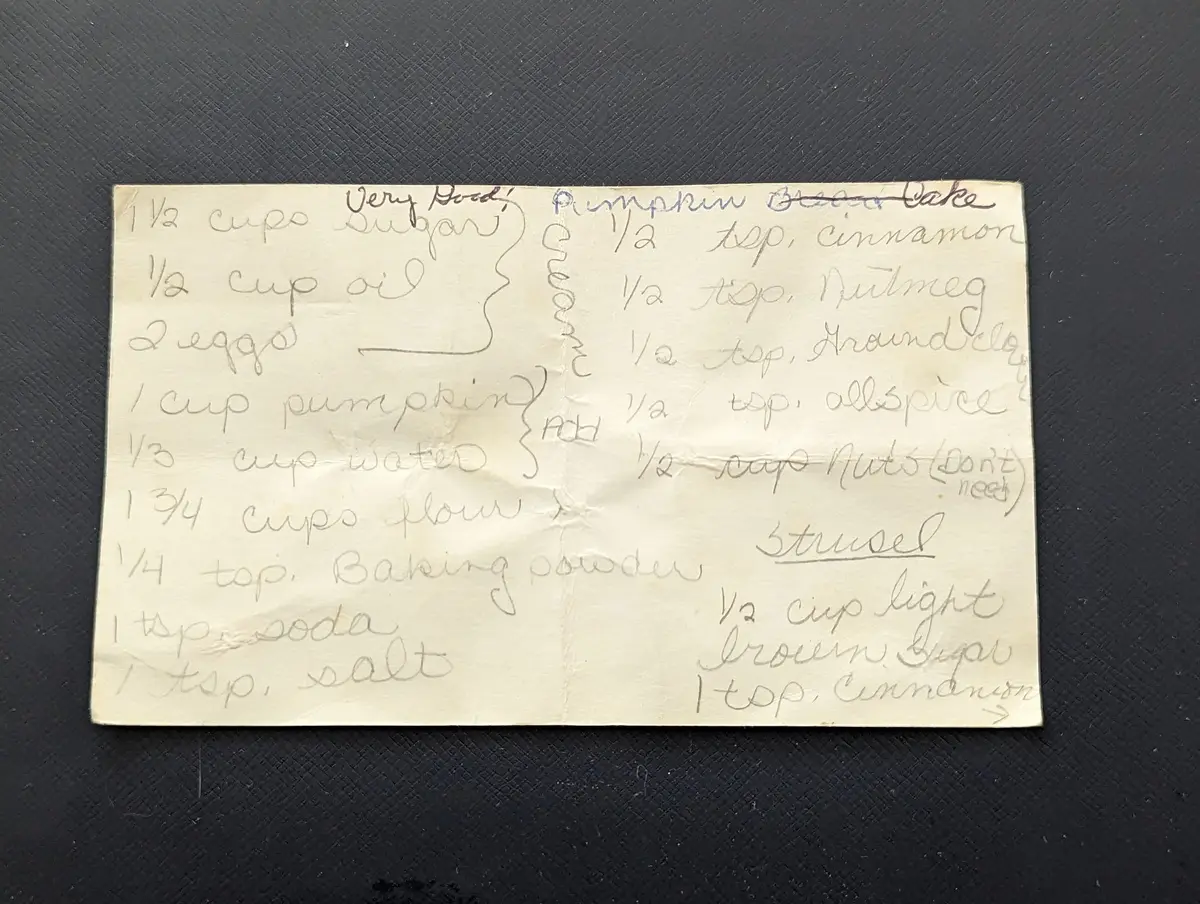 Very Good! Pumpkin Bread Cake
1 1/2 cups sugar
1/2 cup oil
2 eggs
Cream
1 cup pumpkin
1/3 cup water
Add
1 3/4 cups flour
1/4 tsp. Baking powder
1 tsp. soda
1 tsp. salt
1/2 tsp. cinnamon
1/2 tsp. Nutmeg
1/2 tsp. Ground
1/2 tsp. allspice
1/2 cup Nuts (Don't
need)
Strusel
1/2 cup light
brown Sugar
1 tsp. Cinnamon
→